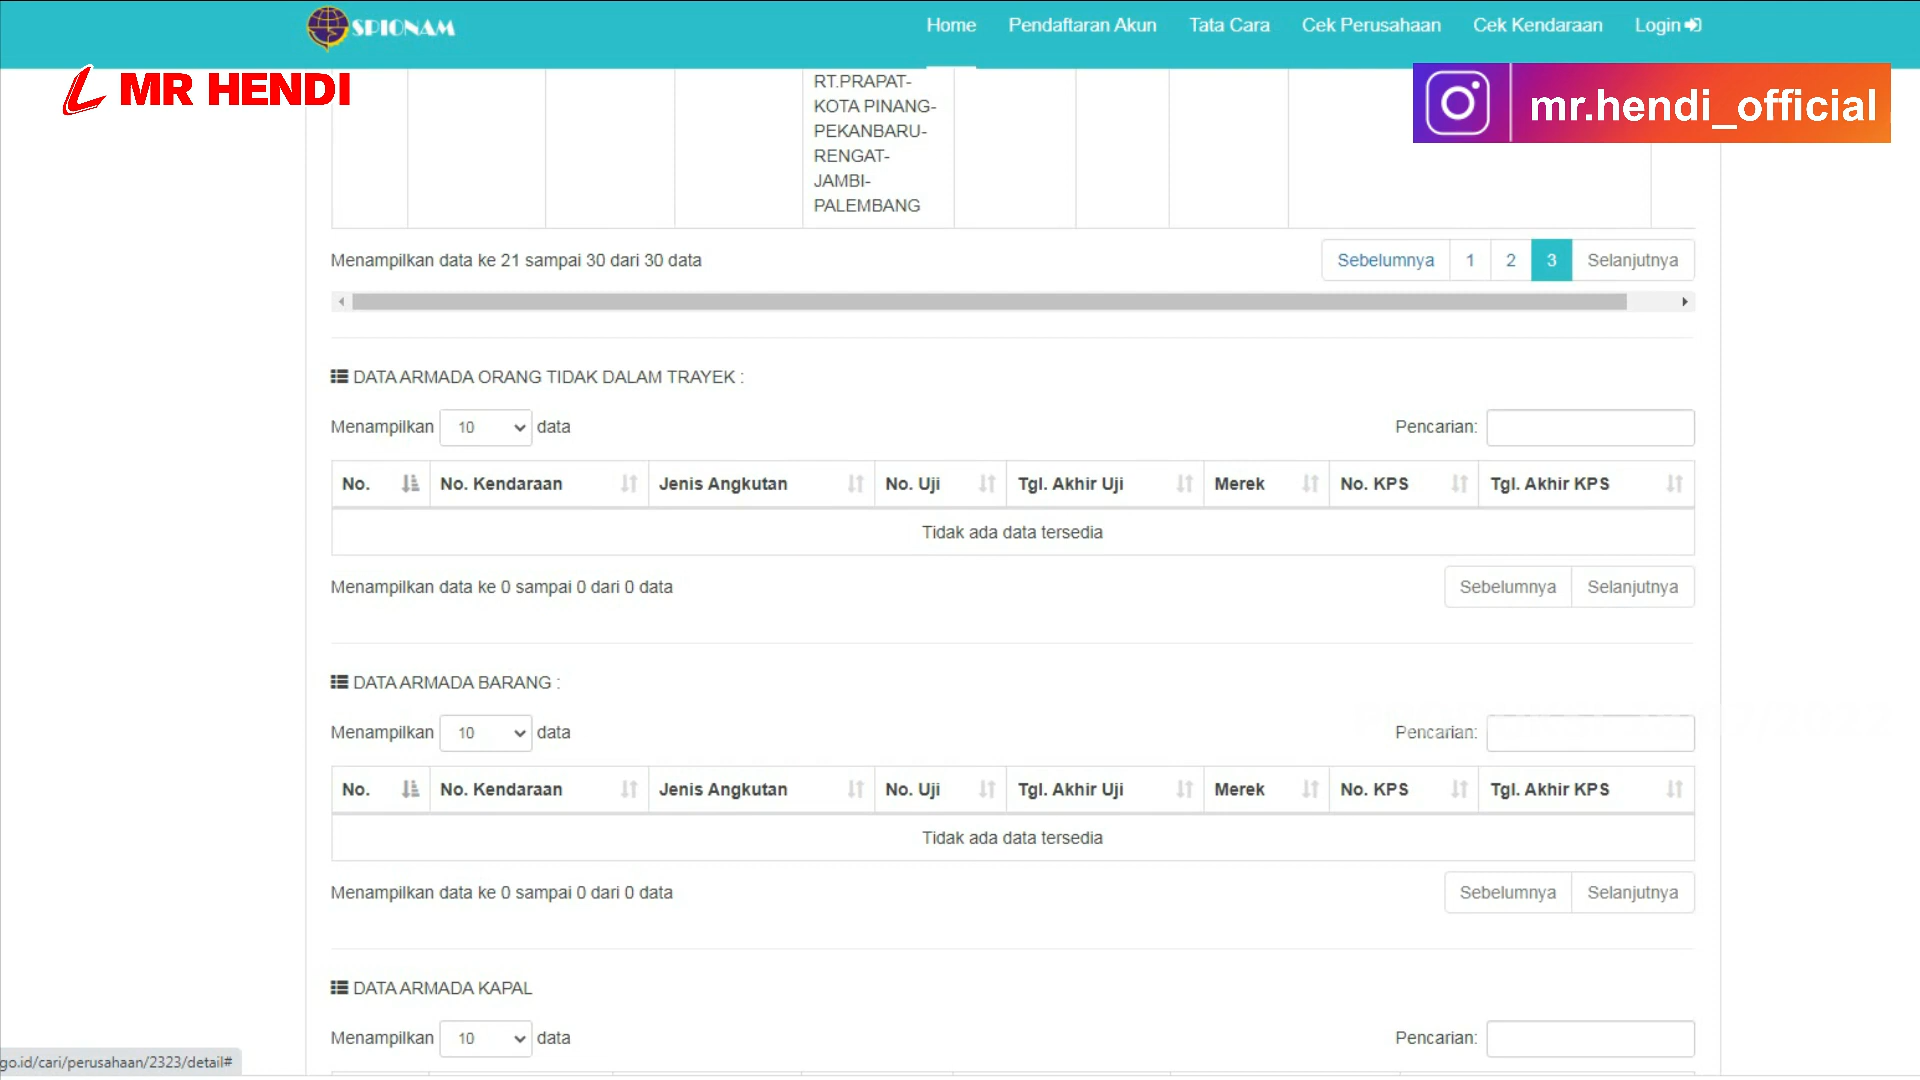 SPIONAM
Home Pendaftaran Akun Tata Cara Cek Perusahaan Cek Kendaraan Login
MR HENDI
mr.hendi_official
RT.PRAPAT-
KOTA PINANG-
PEKANBARU-
RENGAT-
JAMBI-
PALEMBANG
Menampilkan data ke 21 sampai 30 dari 30 data
Sebelumnya 1 2 3 Selanjutnya
DATA ARMADA ORANG TIDAK DALAM TRAYEK :
Menampilkan 10 data
Pencarian:
No. No. Kendaraan Jenis Angkutan No. Uji Tgl. Akhir Uji Merek No. KPS Tgl. Akhir KPS
Tidak ada data tersedia
Menampilkan data ke 0 sampai 0 dari 0 data
Sebelumnya Selanjutnya
DATA ARMADA BARANG :
Menampilkan 10 data
Pencarian:
No. No. Kendaraan Jenis Angkutan No. Uji Tgl. Akhir Uji Merek No. KPS Tgl. Akhir KPS
Tidak ada data tersedia
Menampilkan data ke 0 sampai 0 dari 0 data
Sebelumnya Selanjutnya
DATA ARMADA KAPAL
Menampilkan 10 data
Pencarian:
go.id/cari/perusahaan/2323/detail#